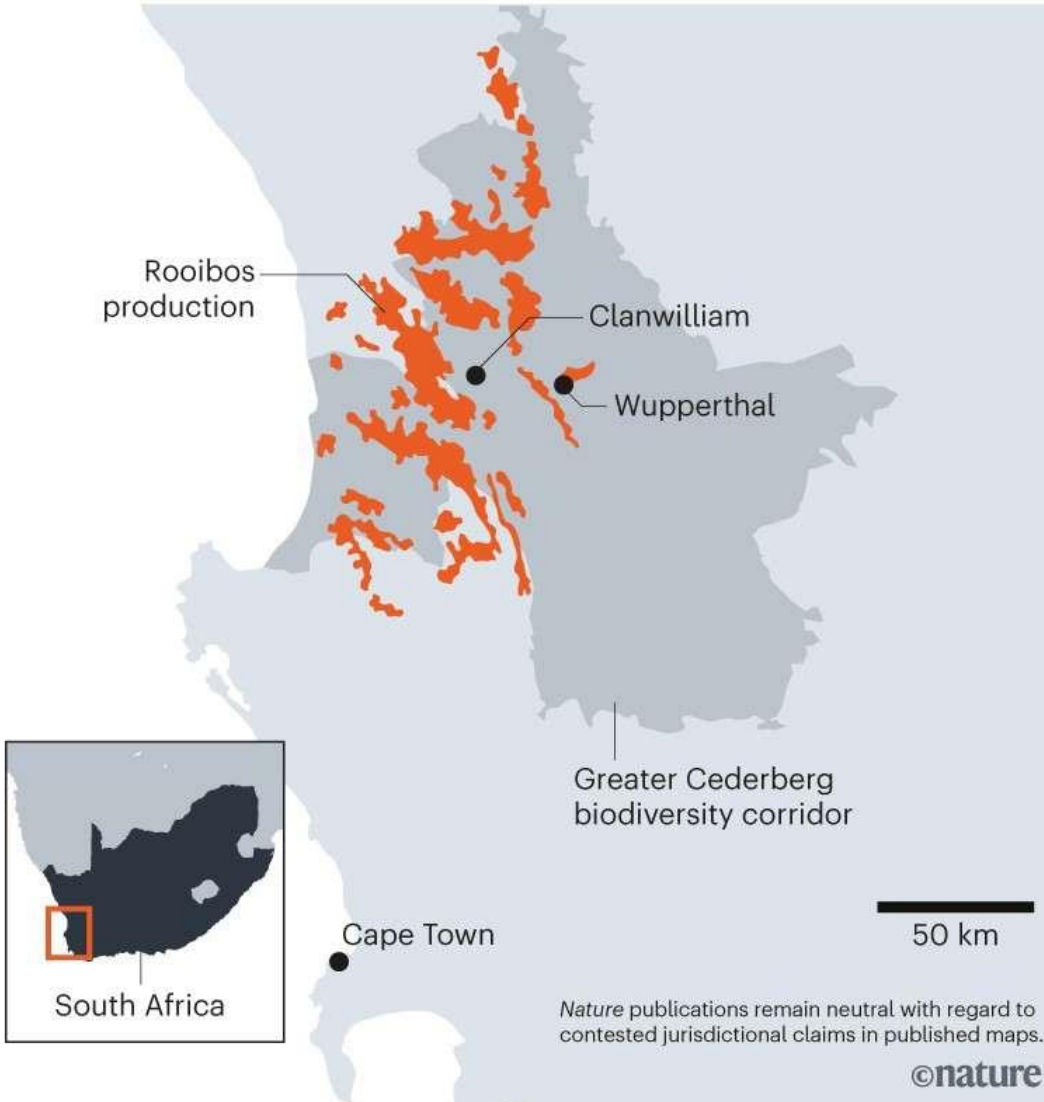 Rooibos
production
Clanwilliam
Wupperthal
Greater Cederberg
biodiversity corridor
Cape Town
South Africa
50 km
Nature publications remain neutral with regard to
contested jurisdictional claims in published maps.
©nature